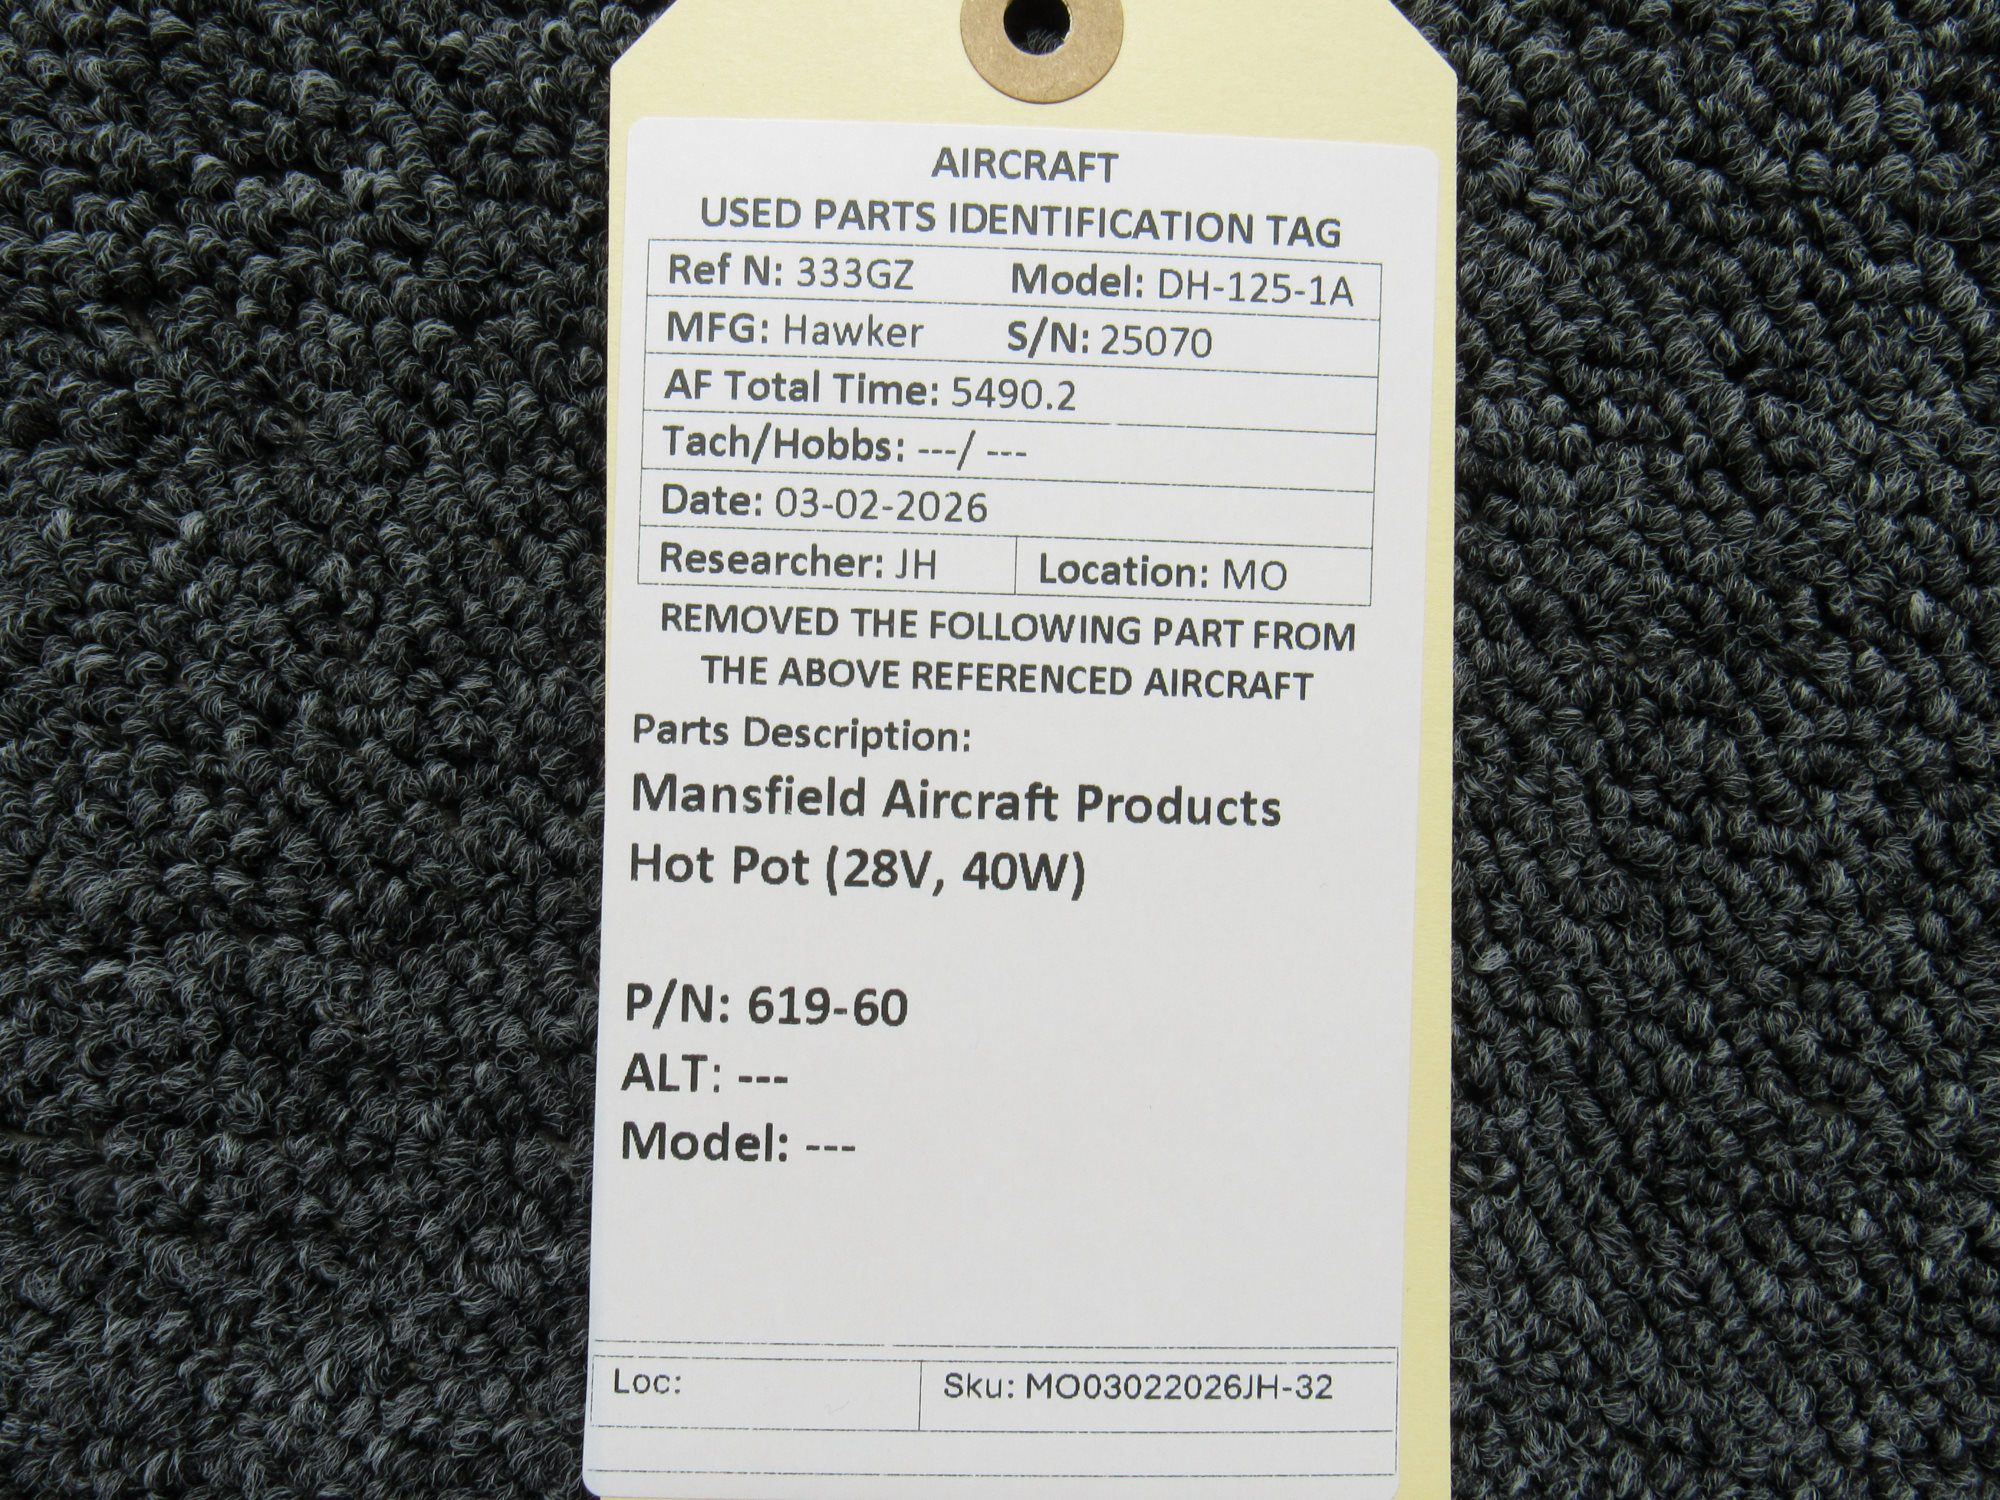 AIRCRAFT
USED PARTS IDENTIFICATION TAG
Ref N: 333GZ Model: DH-125-1A
MFG: Hawker S/N: 25070
AF Total Time: 5490.2
Tach/Hobbs: ---/ ---
Date: 03-02-2026
Researcher: JH Location: MO
REMOVED THE FOLLOWING PART FROM
THE ABOVE REFERENCED AIRCRAFT
Parts Description:
Mansfield Aircraft Products
Hot Pot (28V, 40W)
P/N: 619-60
ALT: ---
Model: ---
Loc: Sku: MO03022026JH-32